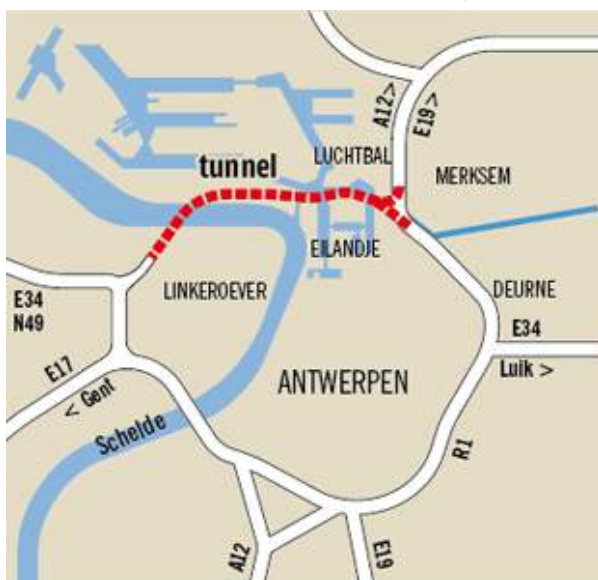 A12>
E19>
tunnel
LUCHTBAL
MERKSEM
EILANDJE
LINKEROEVER
DEURNE
E34
N49
E34
Luik >
E17
< Gent
ANTWERPEN
Schelde
R1
A12
E19